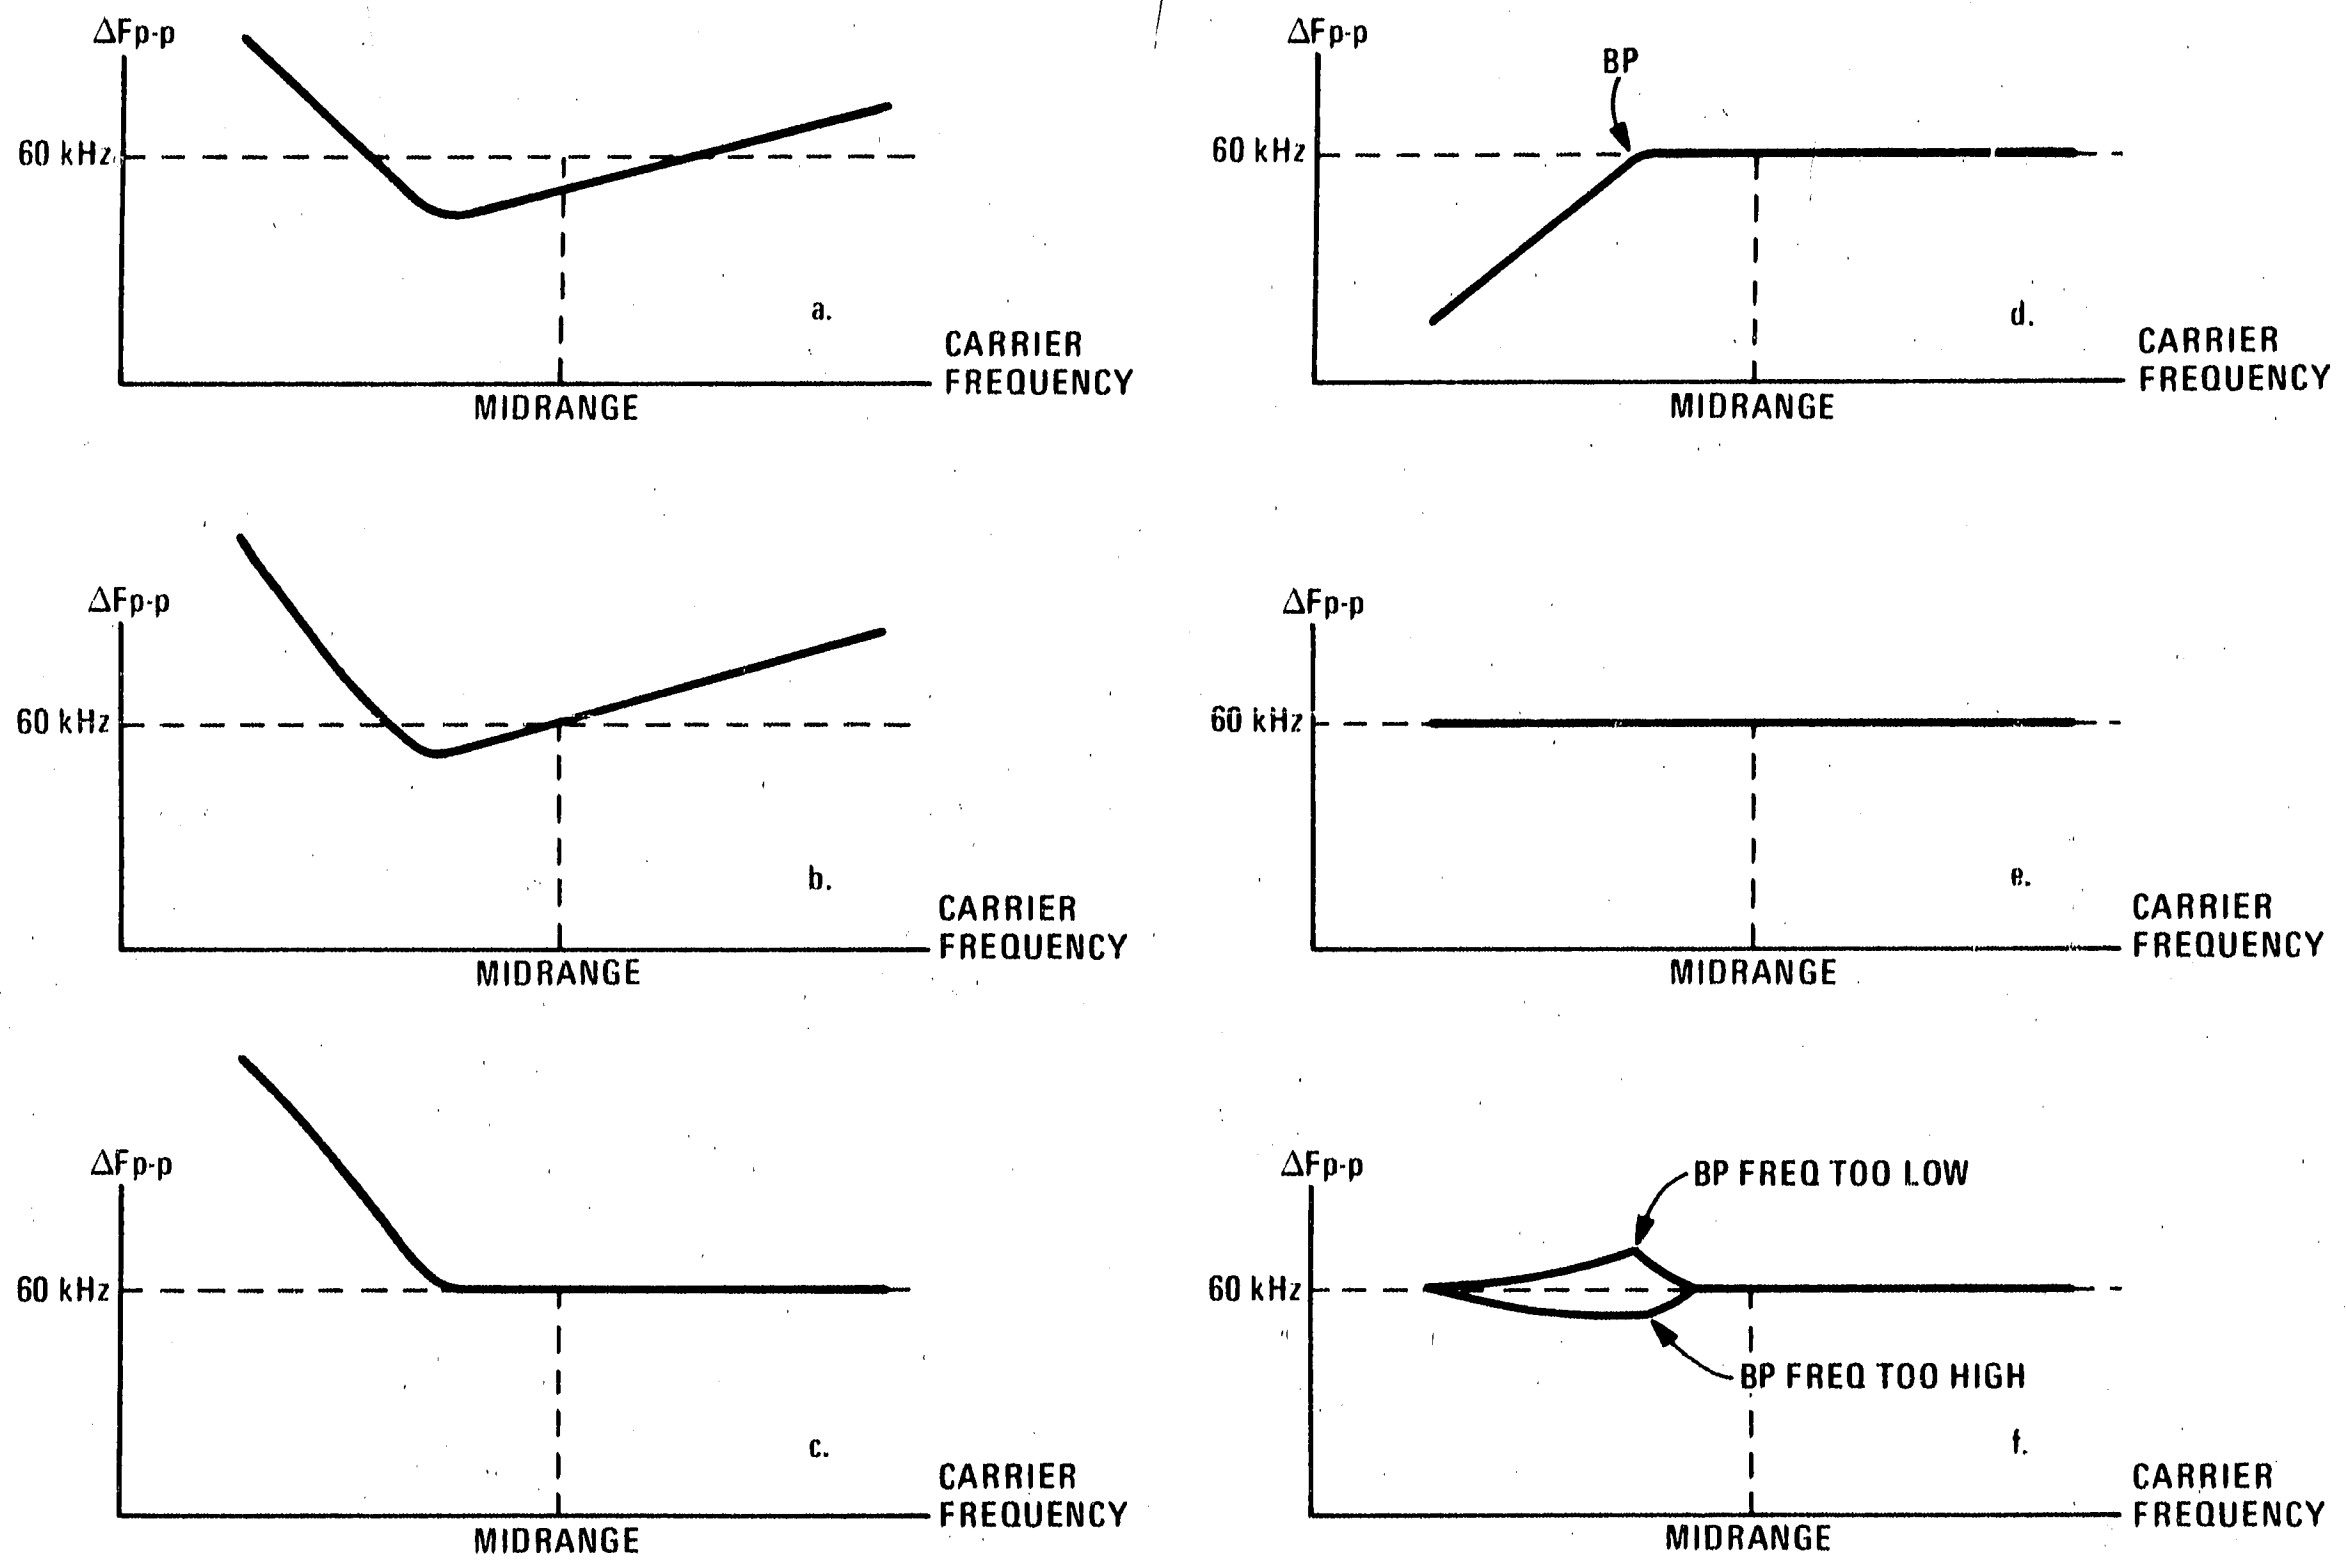 ΔFp-p
60 kHz
a.
CARRIER
FREQUENCY
MIDRANGE
ΔFp-p
60 kHz
b.
CARRIER
FREQUENCY
MIDRANGE
ΔFp-p
60 kHz
c.
CARRIER
FREQUENCY
MIDRANGE
ΔFp-p
BP
60 kHz
d.
CARRIER
FREQUENCY
MIDRANGE
ΔFp-p
60 kHz
e.
CARRIER
FREQUENCY
MIDRANGE
ΔFp-p
BP FREQ TOO LOW
60 kHz
BP FREQ TOO HIGH
f.
CARRIER
FREQUENCY
MIDRANGE